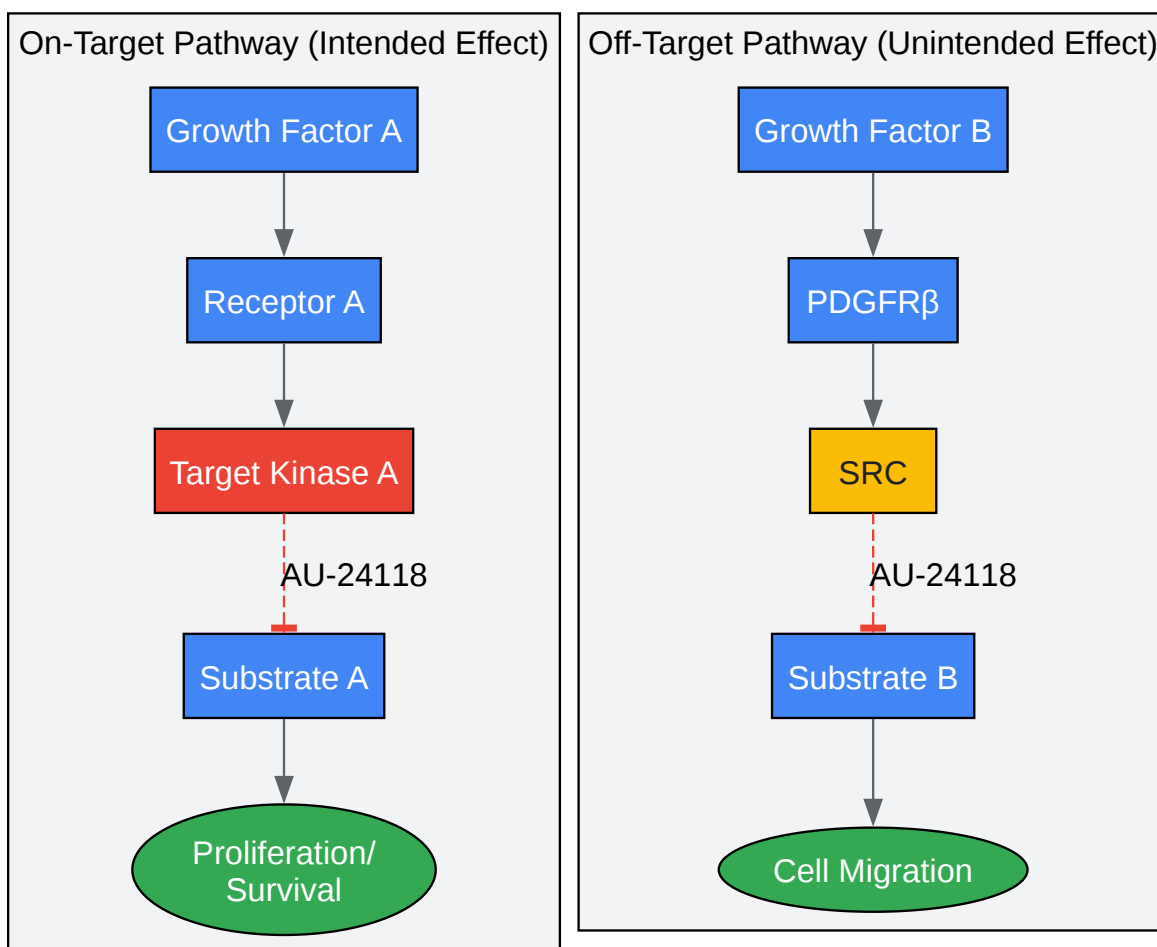 On-Target Pathway (Intended Effect)
Growth Factor A
Receptor A
Target Kinase A
AU-24118
Substrate A
Proliferation/
Survival
Off-Target Pathway (Unintended Effect)
Growth Factor B
PDGFRβ
SRC
AU-24118
Substrate B
Cell Migration